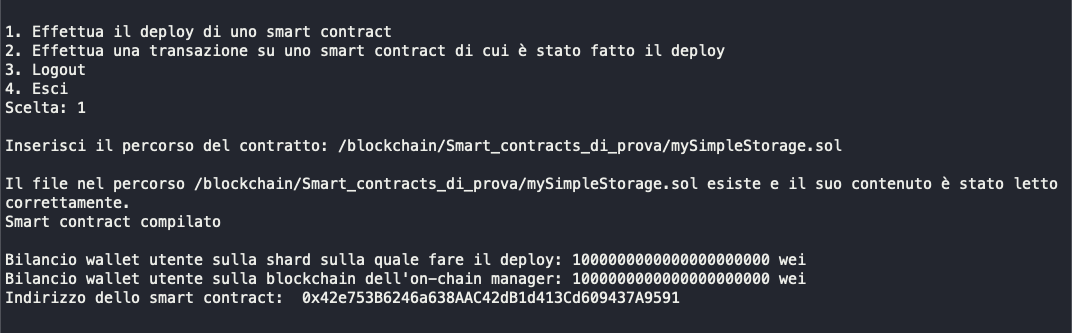 1. Effettua il deploy di uno smart contract
2. Effettua una transazione su uno smart contract di cui è stato fatto il deploy
3. Logout
4. Esci
Scelta: 1
Inserisci il percorso del contratto: /blockchain/Smart_contracts_di_prova/mySimpleStorage.sol
Il file nel percorso /blockchain/Smart_contracts_di_prova/mySimpleStorage.sol esiste e il suo contenuto è stato letto
correttamente.
Smart contract compilato
Bilancio wallet utente sulla shard sulla quale fare il deploy: 1000000000000000000000 wei
Bilancio wallet utente sulla blockchain dell'on-chain manager: 1000000000000000000000 wei
Indirizzo dello smart contract:  0x42e753B6246a638AAC42dB1d413Cd609437A9591